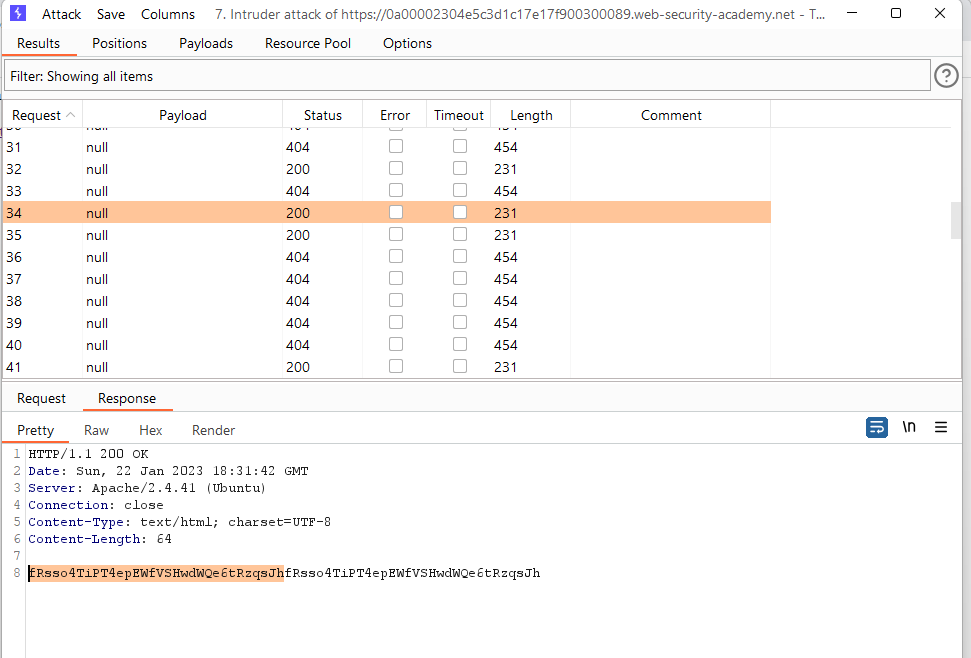 Attack Save Columns 7. Intruder attack of https://0a00002304e5c3d1c17e17f900300089.web-security-academy.net - T...
Results Positions Payloads Resource Pool Options
Filter: Showing all items
Request Payload Status Error Timeout Length Comment
30 null 404 454
31 null 404 454
32 null 200 231
33 null 404 454
34 null 200 231
35 null 200 231
36 null 404 454
37 null 404 454
38 null 404 454
39 null 404 454
40 null 404 454
41 null 200 231
Request Response
Pretty Raw Hex Render \n
1 HTTP/1.1 200 OK
2 Date: Sun, 22 Jan 2023 18:31:42 GMT
3 Server: Apache/2.4.41 (Ubuntu)
4 Connection: close
5 Content-Type: text/html; charset=UTF-8
6 Content-Length: 64
7
8 fRsso4TiPT4epEWfVSHwdWQe6tRzqsJhfRsso4TiPT4epEWfVSHwdWQe6tRzqsJh